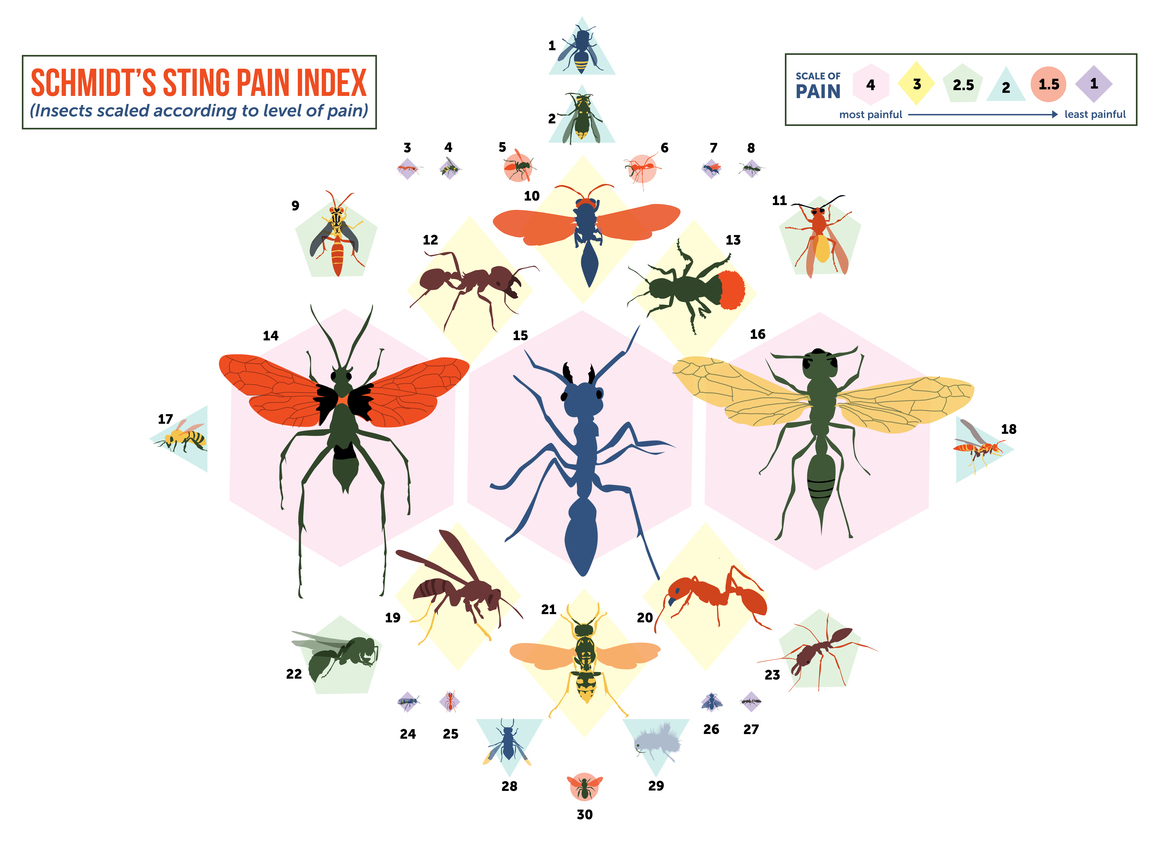 SCHMIDT'S STING PAIN INDEX
(Insects scaled according to level of pain)
SCALE OF
PAIN
4 3 2.5 2 1.5 1
most painful least painful
1
2
3 4 5 6 7 8
9 10 11
12 13
14 15 16
17 18
19 20
21
22 23
24 25 26 27
28 29
30